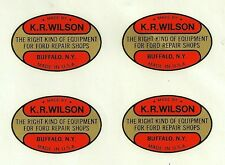 MADE BY
K.R. WILSON
THE RIGHT KIND OF EQUIPMENT
FOR FORD REPAIR SHOPS
BUFFALO, N.Y.
MADE IN U.S.A.
MADE BY
K.R. WILSON
THE RIGHT KIND OF EQUIPMENT
FOR FORD REPAIR SHOPS
BUFFALO, N.Y.
MADE IN U.S.A.
MADE BY
K.R. WILSON
THE RIGHT KIND OF EQUIPMENT
FOR FORD REPAIR SHOPS
BUFFALO, N.Y.
MADE IN U.S.A.
MADE BY
K.R. WILSON
THE RIGHT KIND OF EQUIPMENT
FOR FORD REPAIR SHOPS
BUFFALO, N.Y.
MADE IN U.S.A.